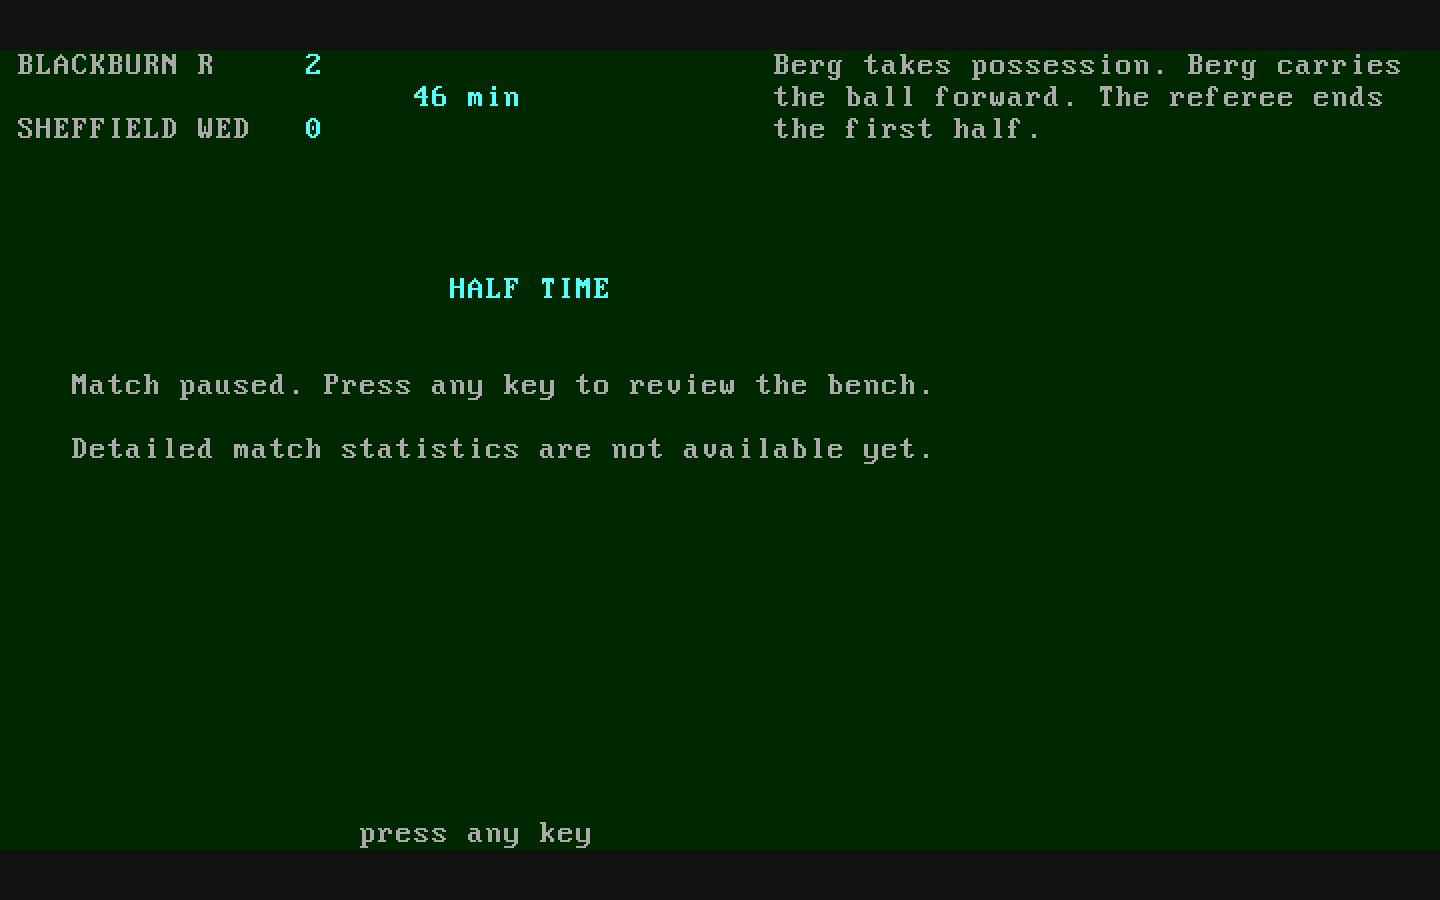 BLACKBURN R 2
46 min
SHEFFIELD WED 0
Berg takes possession. Berg carries
the ball forward. The referee ends
the first half.
HALF TIME
Match paused. Press any key to review the bench.
Detailed match statistics are not available yet.
press any key